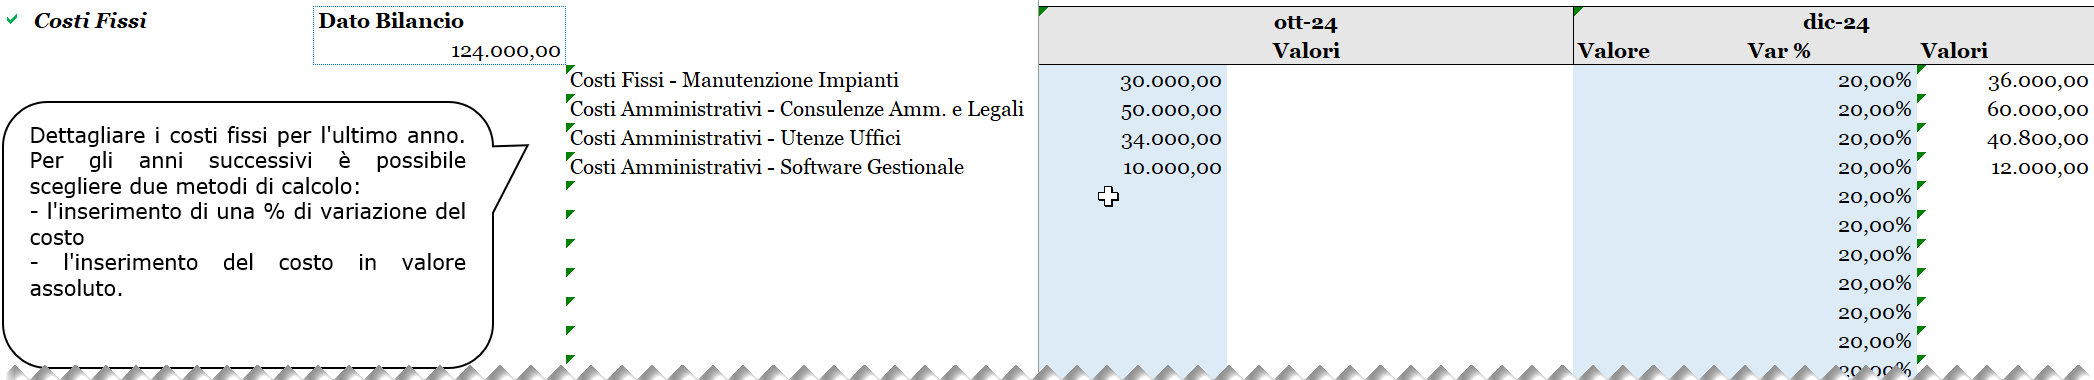 Costi Fissi Dato Bilancio ott-24 dic-24
124.000,00 Valori Valore Var % Valori
Costi Fissi - Manutenzione Impianti 30.000,00 20,00% 36.000,00
Costi Amministrativi - Consulenze Amm. e Legali 50.000,00 20,00% 60.000,00
Costi Amministrativi - Utenze Uffici 34.000,00 20,00% 40.800,00
Costi Amministrativi - Software Gestionale 10.000,00 20,00% 12.000,00
20,00%
20,00%
20,00%
20,00%
20,00%
20,00%
20,00%
Dettagliare i costi fissi per l'ultimo anno.
Per gli anni successivi è possibile
scegliere due metodi di calcolo:
- l'inserimento di una % di variazione del
costo
- l'inserimento del costo in valore
assoluto.